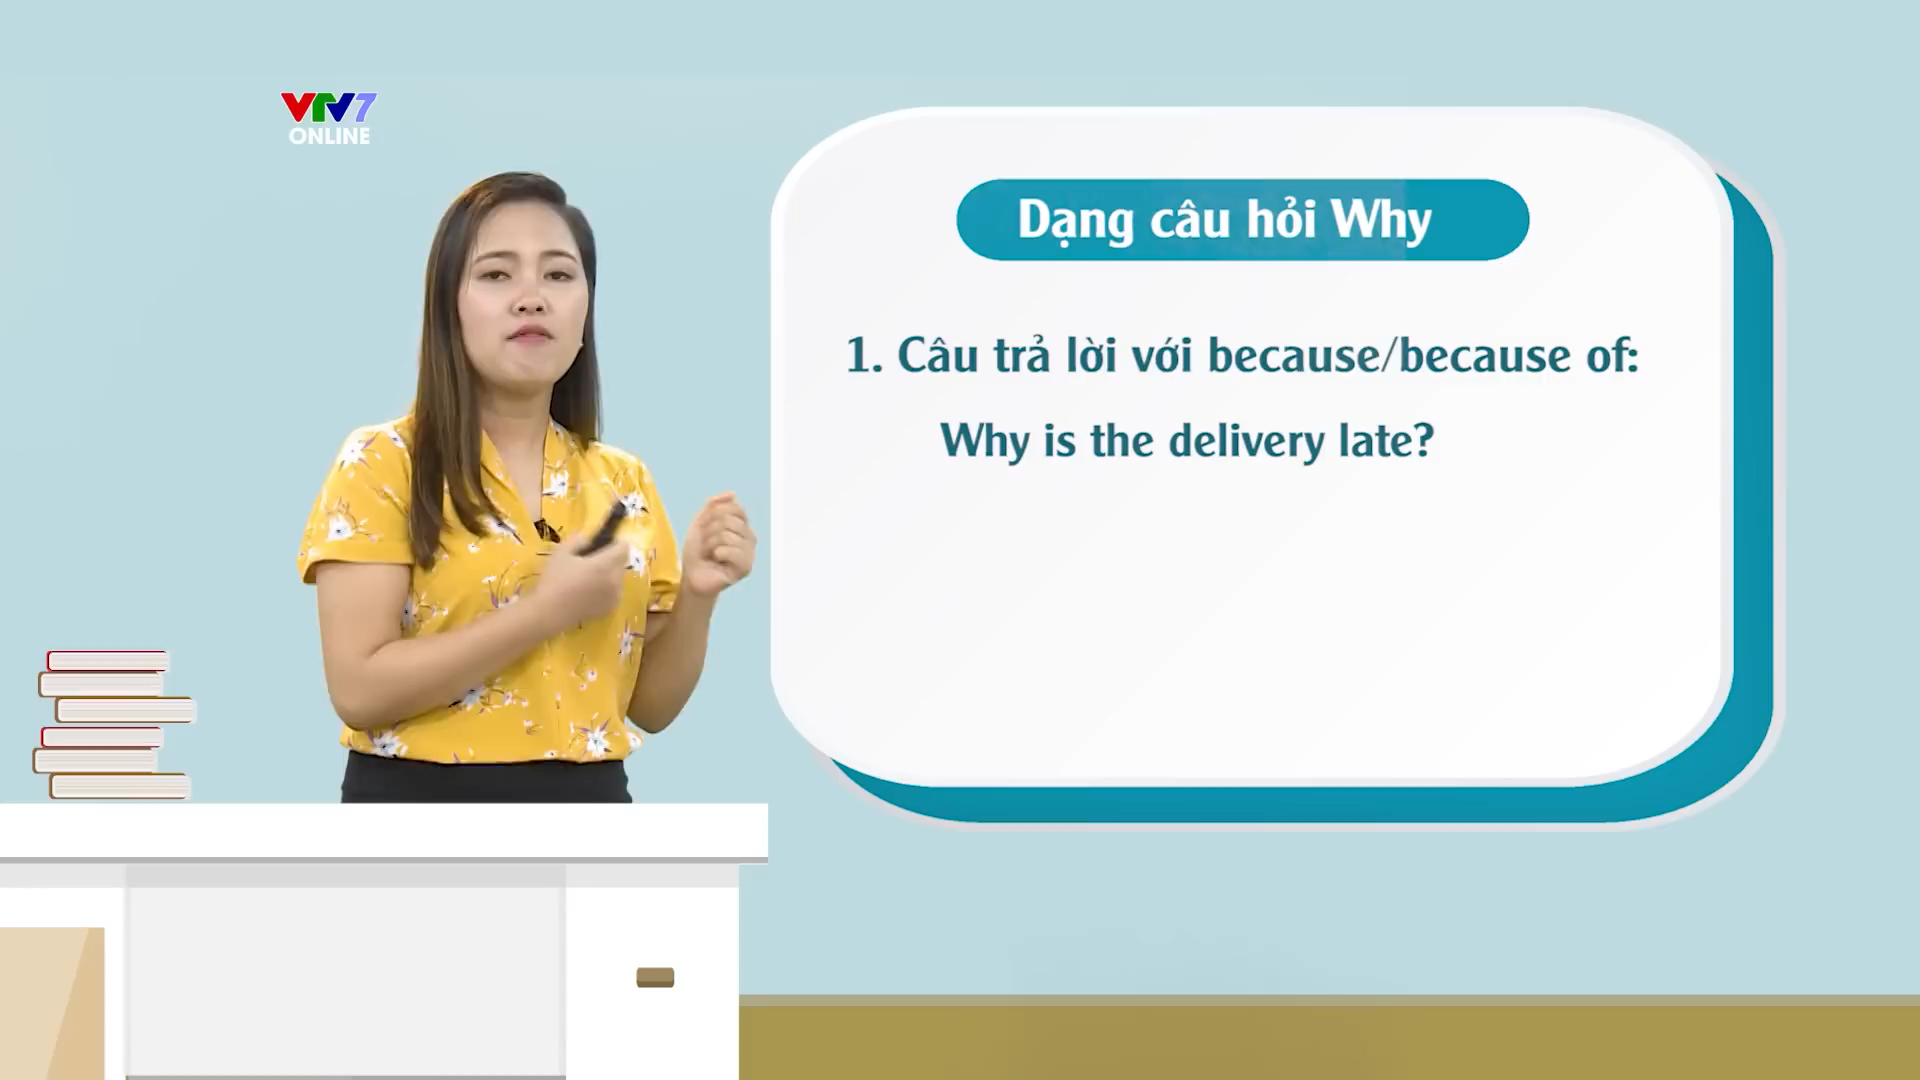 VTV7
ONLINE
Dạng câu hỏi Why
1. Câu trả lời với because/because of:
Why is the delivery late?